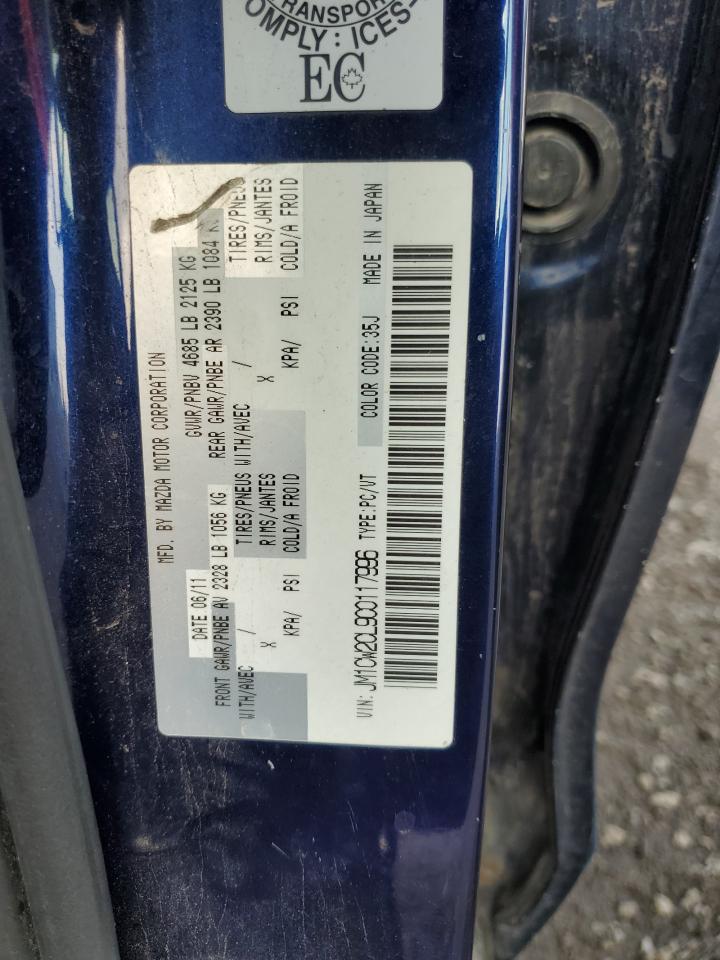 TRANSPORT
COMPLY: ICES-
EC
MFD. BY MAZDA MOTOR CORPORATION
DATE 06/11 GVWR/PNBV 4685 LB 2125 KG
FRONT GAWR/PNBE AV 2328 LB 1056 KG REAR GAWR/PNBE AR 2390 LB 1084 K
WITH/AVEC / TIRES/PNEUS WITH/AVEC / TIRES/PNEUS
X RIMS/JANTES X RIMS/JANTES
KPA/ PSI COLD/A FROID KPA/ PSI COLD/A FROID
VIN: JM1CW2CL9C0117996 TYPE:PC/VT COLOR CODE:35J MADE IN JAPAN